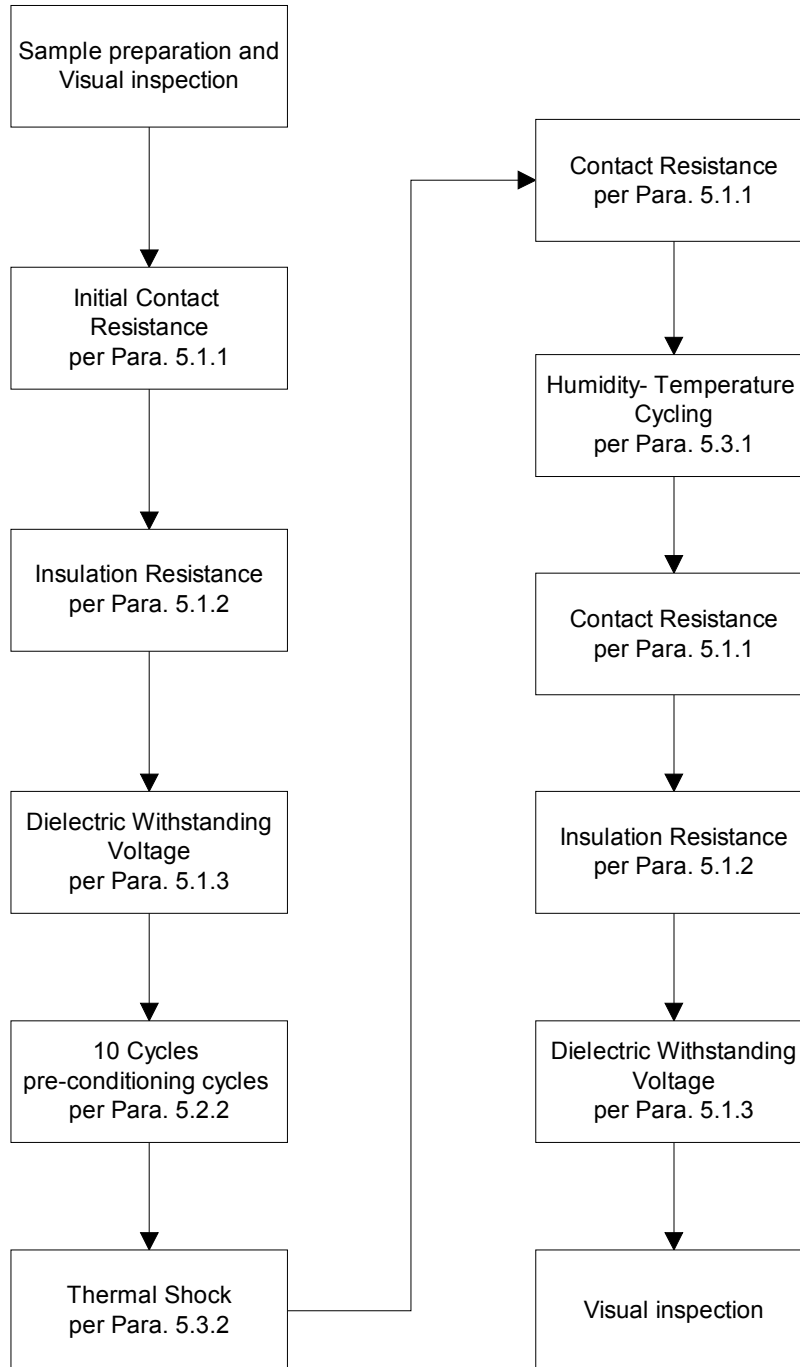 Sample preparation and
Visual inspection
Initial Contact
Resistance
per Para. 5.1.1
Insulation Resistance
per Para. 5.1.2
Dielectric Withstanding
Voltage
per Para. 5.1.3
10 Cycles
pre-conditioning cycles
per Para. 5.2.2
Thermal Shock
per Para. 5.3.2
Contact Resistance
per Para. 5.1.1
Humidity- Temperature
Cycling
per Para. 5.3.1
Contact Resistance
per Para. 5.1.1
Insulation Resistance
per Para. 5.1.2
Dielectric Withstanding
Voltage
per Para. 5.1.3
Visual inspection